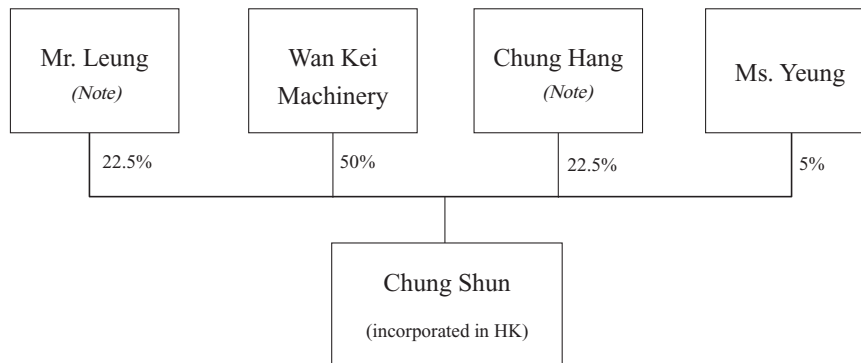 Mr. Leung
(Note)
Wan Kei
Machinery
Chung Hang
(Note)
Ms. Yeung
22.5%
50%
22.5%
5%
Chung Shun
(incorporated in HK)